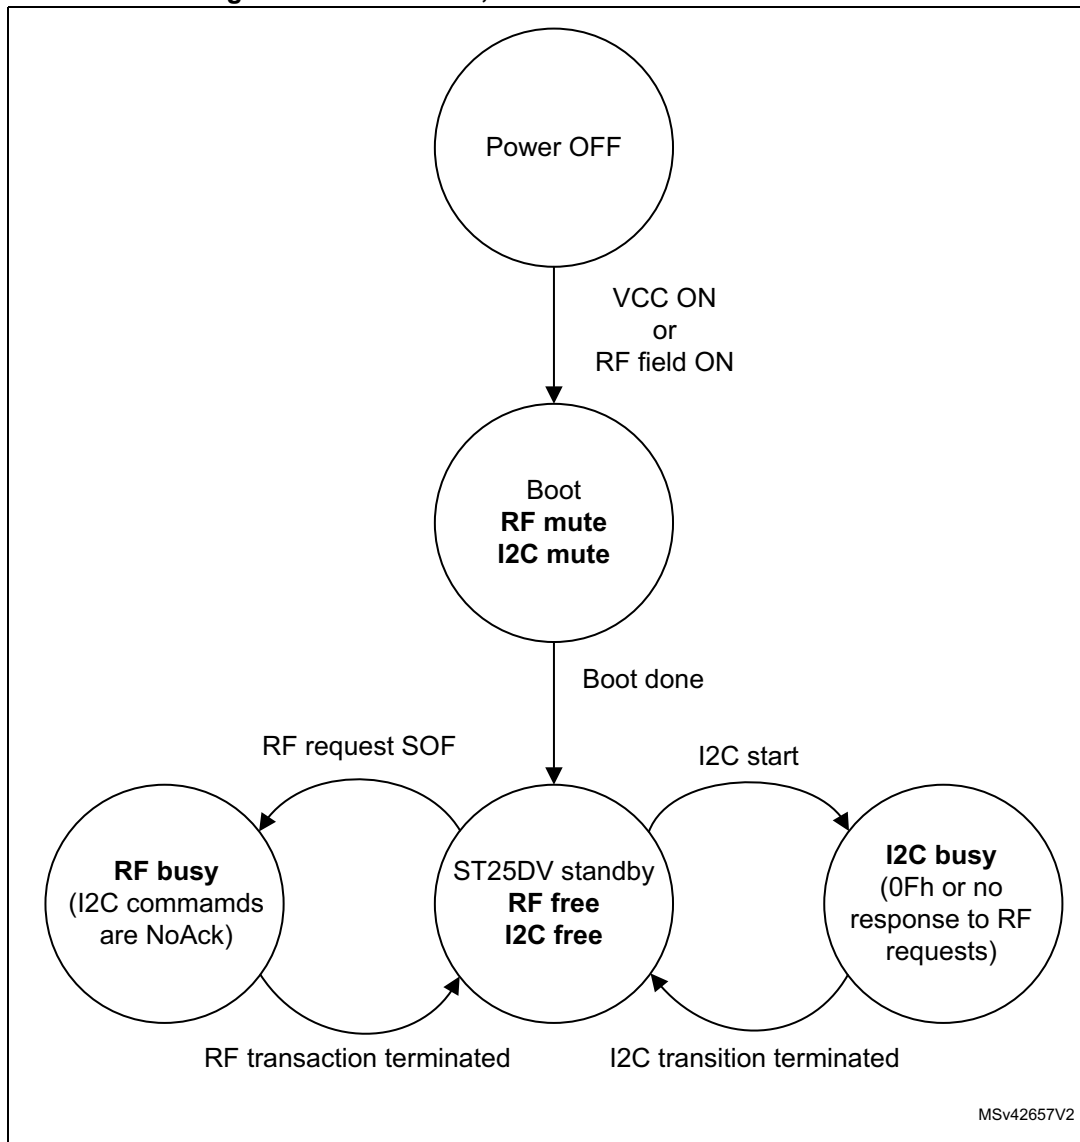 Power OFF
VCC ON
or
RF field ON
Boot
RF mute
I2C mute
Boot done
RF request SOF
I2C start
RF busy
(I2C commamds
are NoAck)
ST25DV standby
RF free
I2C free
I2C busy
(0Fh or no
response to RF
requests)
RF transaction terminated
I2C transition terminated
MSv42657V2